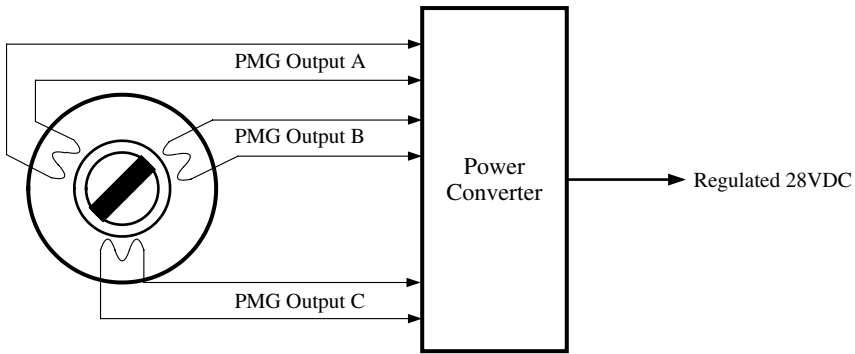 PMG Output A
PMG Output B
Power
Converter
Regulated 28VDC
PMG Output C